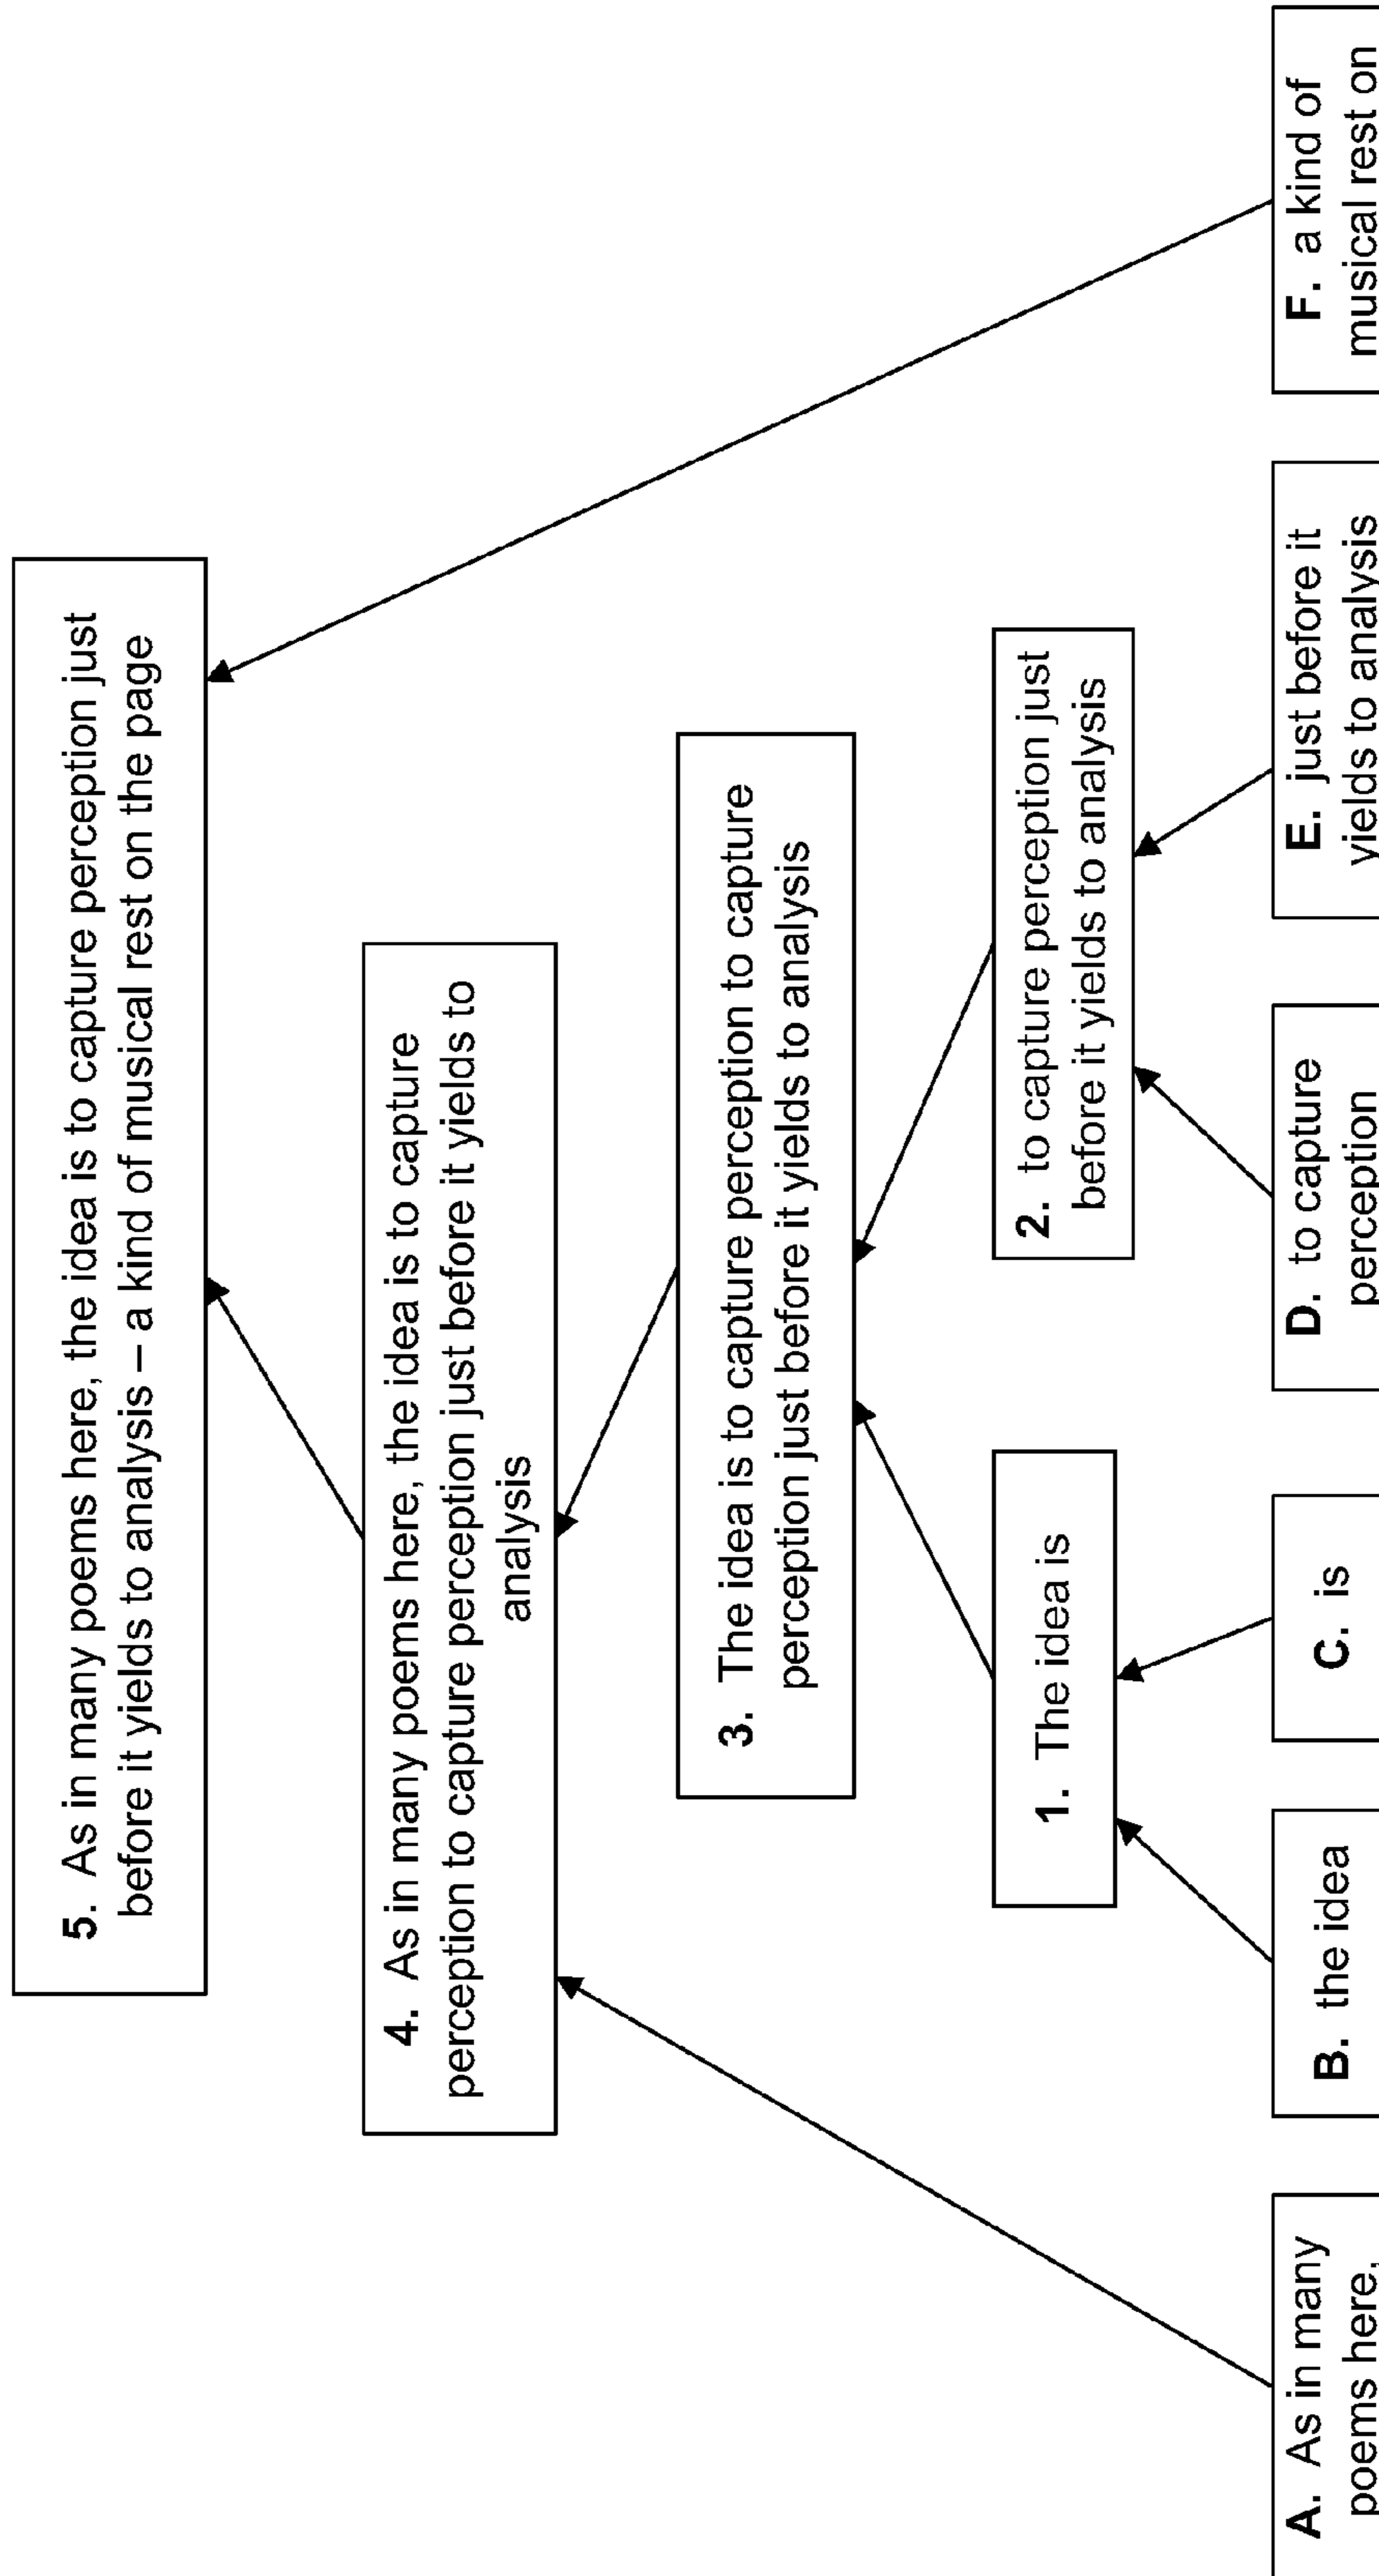 5. As in many poems here, the idea is to capture perception just
before it yields to analysis – a kind of musical rest on the page
4. As in many poems here, the idea is to capture
perception to capture perception just before it yields to
analysis
3. The idea is to capture perception to capture
perception just before it yields to analysis
1. The idea is
2. to capture perception just
before it yields to analysis
A. As in many
poems here,
B. the idea
C. is
D. to capture
perception
E. just before it
yields to analysis
F. a kind of
musical rest on